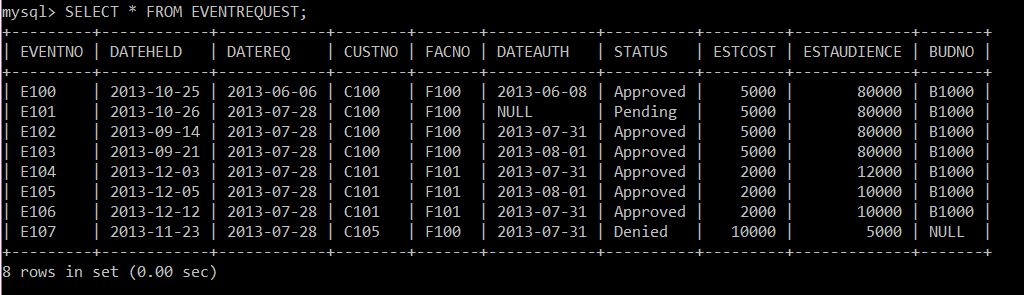 mysql> SELECT * FROM EVENTREQUEST;
+---------+------------+------------+--------+-------+------------+----------+---------+-------------+-------+
| EVENTNO | DATEHELD   | DATEREQ    | CUSTNO | FACNO | DATEAUTH   | STATUS   | ESTCOST | ESTAUDIENCE | BUDNO |
+---------+------------+------------+--------+-------+------------+----------+---------+-------------+-------+
| E100    | 2013-10-25 | 2013-06-06 | C100   | F100  | 2013-06-08 | Approved |    5000 |       80000 | B1000 |
| E101    | 2013-10-26 | 2013-07-28 | C100   | F100  | NULL       | Pending  |    5000 |       80000 | B1000 |
| E102    | 2013-09-14 | 2013-07-28 | C100   | F100  | 2013-07-31 | Approved |    5000 |       80000 | B1000 |
| E103    | 2013-09-21 | 2013-07-28 | C100   | F100  | 2013-08-01 | Approved |    5000 |       80000 | B1000 |
| E104    | 2013-12-03 | 2013-07-28 | C101   | F101  | 2013-07-31 | Approved |    2000 |       12000 | B1000 |
| E105    | 2013-12-05 | 2013-07-28 | C101   | F101  | 2013-08-01 | Approved |    2000 |       10000 | B1000 |
| E106    | 2013-12-12 | 2013-07-28 | C101   | F101  | 2013-07-31 | Approved |    2000 |       10000 | B1000 |
| E107    | 2013-11-23 | 2013-07-28 | C105   | F100  | 2013-07-31 | Denied   |   10000 |        5000 | NULL  |
+---------+------------+------------+--------+-------+------------+----------+---------+-------------+-------+
8 rows in set (0.00 sec)